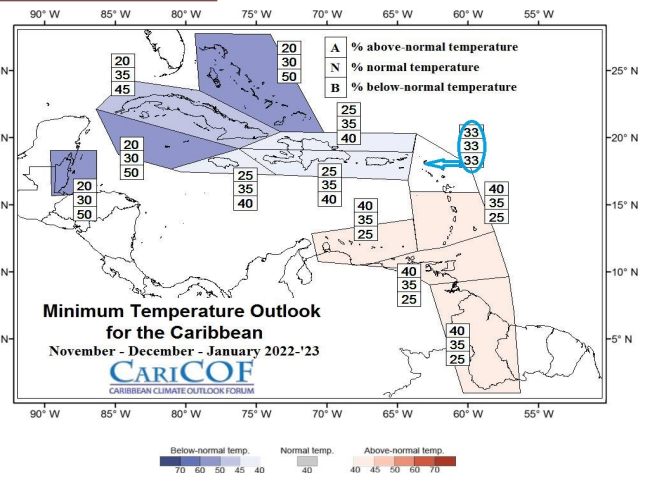 90° W 85° W 80° W 75° W 70° W 65° W 60° W 55° W
A % above-normal temperature
N % normal temperature
B % below-normal temperature
20
30
50
20
35
45
25
35
40
33
33
33
20
30
50
25
35
40
25
35
40
20
30
50
40
35
25
40
35
25
40
35
25
40
35
25
N
25° N
N
20° N
N
15° N
N
10° N
N
5° N
Minimum Temperature Outlook
for the Caribbean
November - December - January 2022-'23
CARICOF
CARIBBEAN CLIMATE OUTLOOK FORUM
90° W 85° W 80° W 75° W 70° W 65° W 60° W 55° W
Below-normal temp. Normal temp. Above-normal temp.
70 60 50 45 40 40 40 45 50 60 70